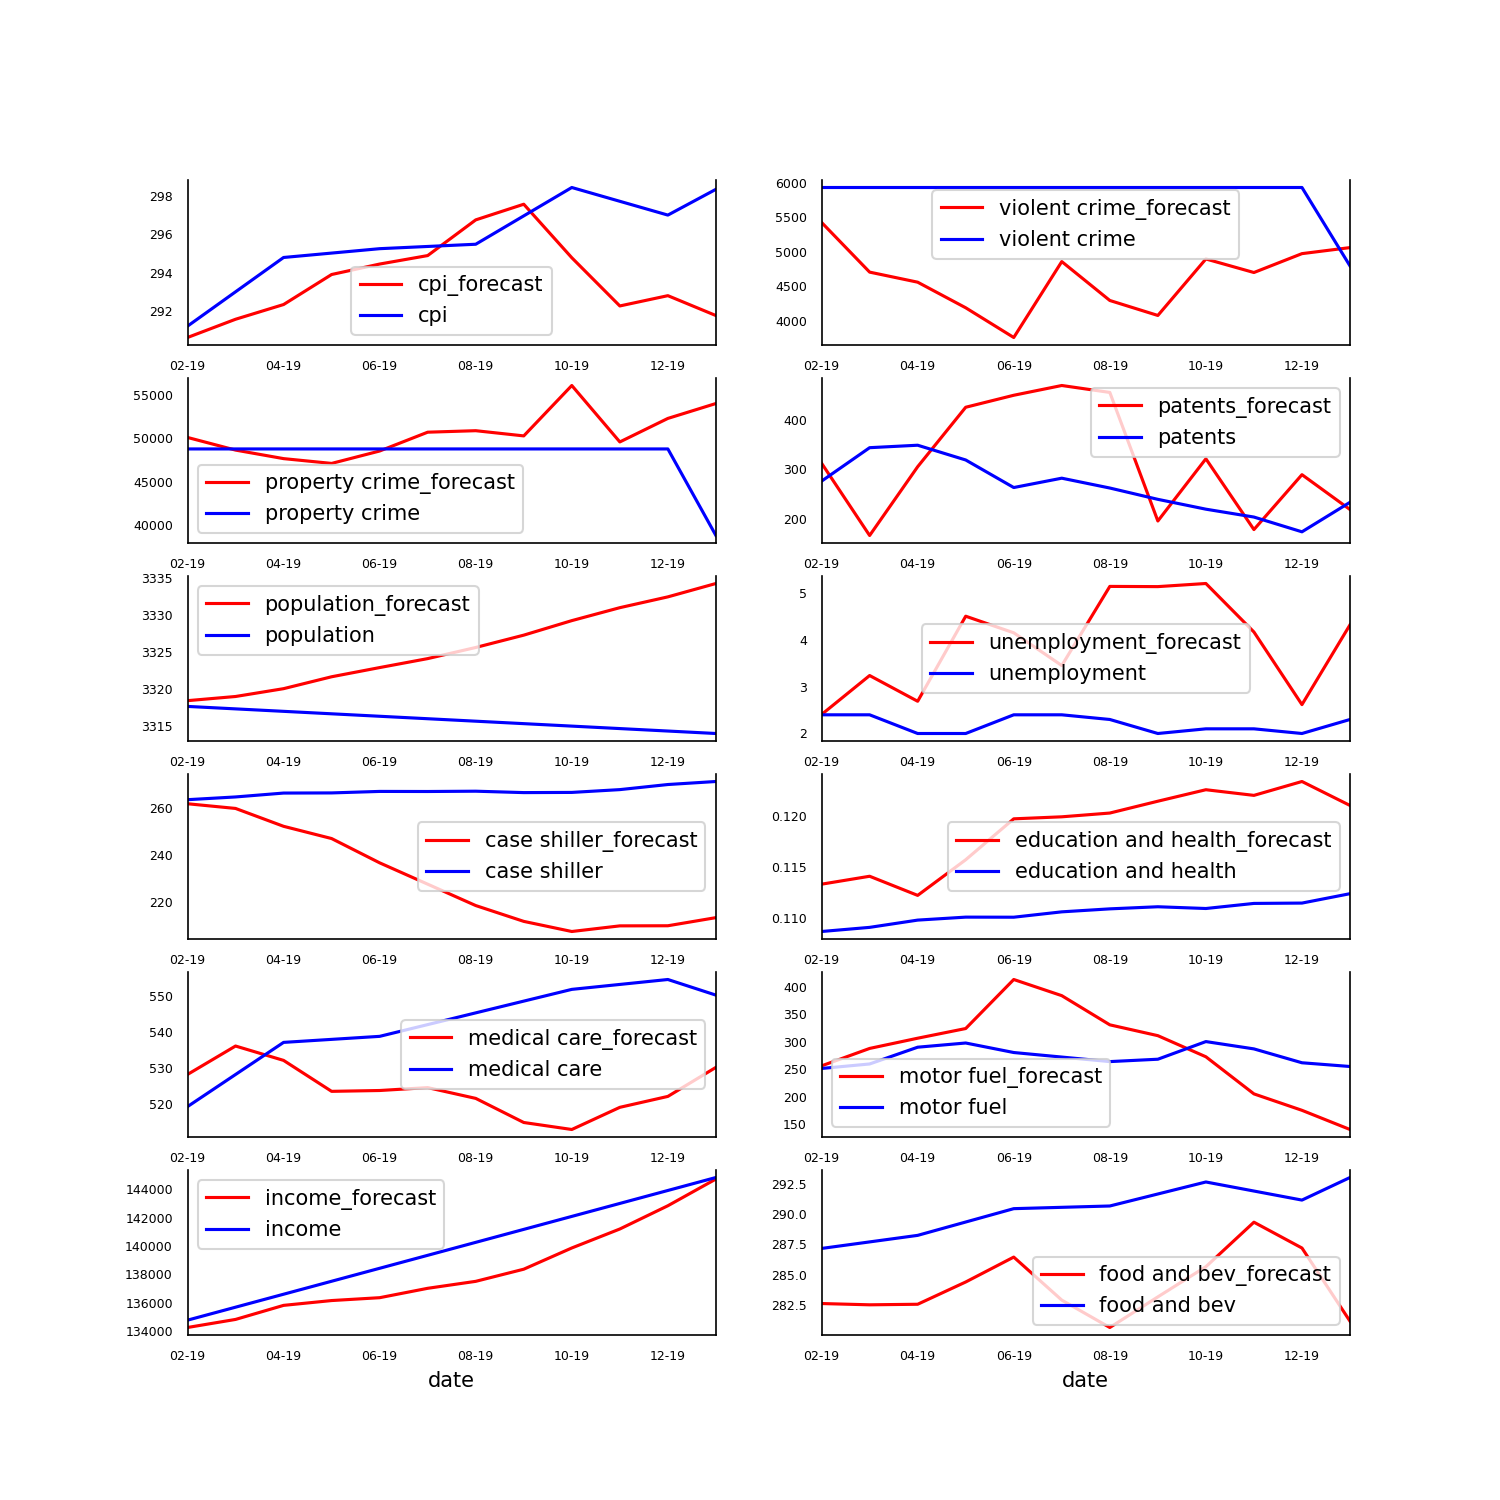 298
296
294
292
cpi_forecast
cpi
02-19 04-19 06-19 08-19 10-19 12-19
6000
5500
5000
4500
4000
violent crime_forecast
violent crime
02-19 04-19 06-19 08-19 10-19 12-19
55000
50000
45000
40000
property crime_forecast
property crime
02-19 04-19 06-19 08-19 10-19 12-19
400
300
200
patents_forecast
patents
02-19 04-19 06-19 08-19 10-19 12-19
3335
3330
3325
3320
3315
population_forecast
population
02-19 04-19 06-19 08-19 10-19 12-19
5
4
3
2
unemployment_forecast
unemployment
02-19 04-19 06-19 08-19 10-19 12-19
260
240
220
case shiller_forecast
case shiller
02-19 04-19 06-19 08-19 10-19 12-19
0.120
0.115
0.110
education and health_forecast
education and health
02-19 04-19 06-19 08-19 10-19 12-19
550
540
530
520
medical care_forecast
medical care
02-19 04-19 06-19 08-19 10-19 12-19
400
350
300
250
200
150
motor fuel_forecast
motor fuel
02-19 04-19 06-19 08-19 10-19 12-19
144000
142000
140000
138000
136000
134000
income_forecast
income
02-19 04-19 06-19 08-19 10-19 12-19
date
292.5
290.0
287.5
285.0
282.5
food and bev_forecast
food and bev
02-19 04-19 06-19 08-19 10-19 12-19
date